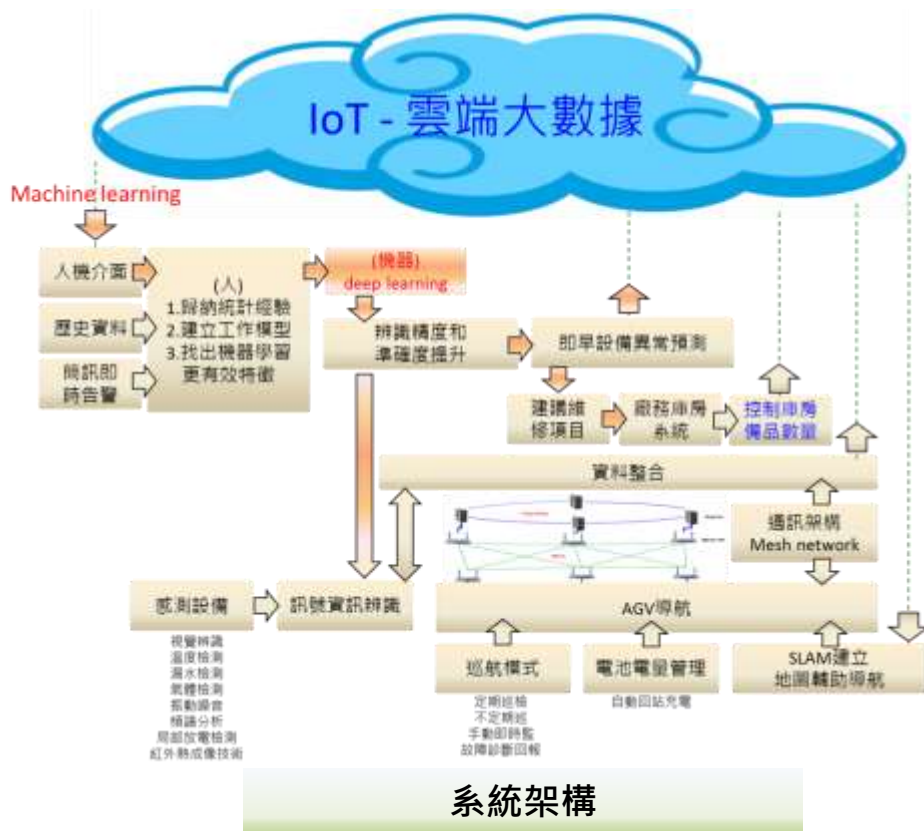 IoT - 雲端大數據
Machine learning
人機介面
歷史資料
簡訊即
時告警
(人)
1.歸納統計經驗
2.建立工作模型
3.找出機器學習
更有效特徵
(機器)
deep learning
辨識精度和
準確度提升
即早設備異常預測
建議維
修項目
廠務庫房
系統
控制庫房
備品數量
資料整合
通訊架構
Mesh network
感測設備
訊號資訊辨識
AGV導航
視覺辨識
溫度檢測
漏水檢測
氣體檢測
振動噪音
頻譜分析
局部放電檢測
紅外熱成像技術
巡航模式
定期巡檢
不定期巡
手動即時監
故障診斷回報
電池電量管理
自動回站充電
SLAM建立
地圖輔助導航
系統架構